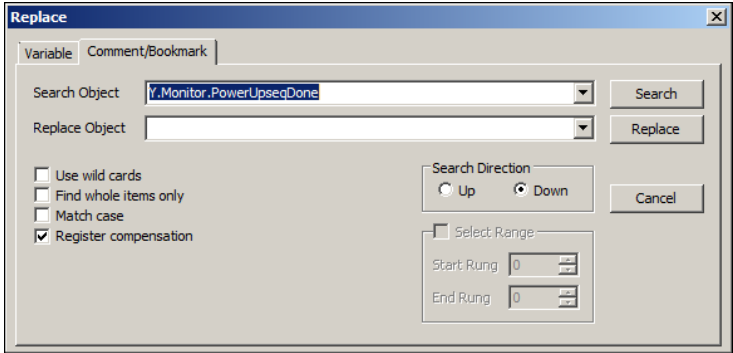 Replace
Variable
Comment/Bookmark
Search Object
Y.Monitor.PowerUpseqDone
Search
Replace Object
Replace
Use wild cards
Find whole items only
Match case
Register compensation
Search Direction
Up
Down
Cancel
Select Range
Start Rung
0
End Rung
0